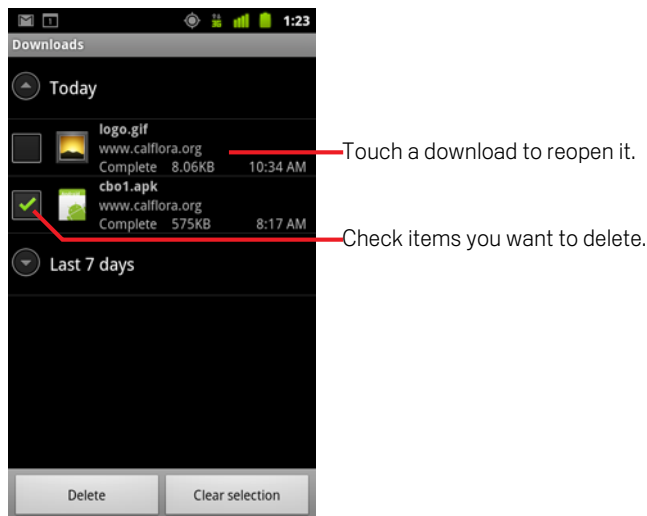 1 3G 1:23
Downloads
Today
logo.gif
www.calflora.org
Complete 8.06KB 10:34 AM
Touch a download to reopen it.
cbo1.apk
www.calflora.org
Complete 575KB 8:17 AM
Check items you want to delete.
Last 7 days
Delete Clear selection